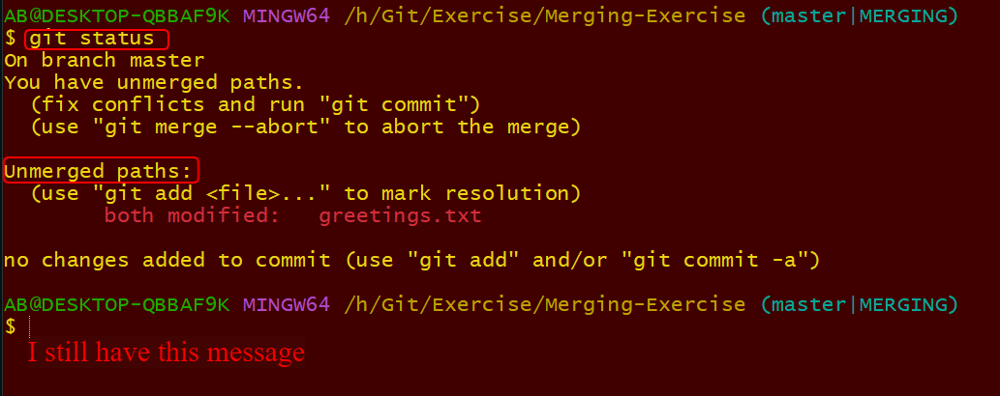 AB@DESKTOP-QBBAF9K MINGW64 /h/Git/Exercise/Merging-Exercise (master|MERGING)
$ git status
On branch master
You have unmerged paths.
  (fix conflicts and run "git commit")
  (use "git merge --abort" to abort the merge)

Unmerged paths:
  (use "git add <file>..." to mark resolution)
        both modified:   greetings.txt

no changes added to commit (use "git add" and/or "git commit -a")

AB@DESKTOP-QBBAF9K MINGW64 /h/Git/Exercise/Merging-Exercise (master|MERGING)
$
I still have this message